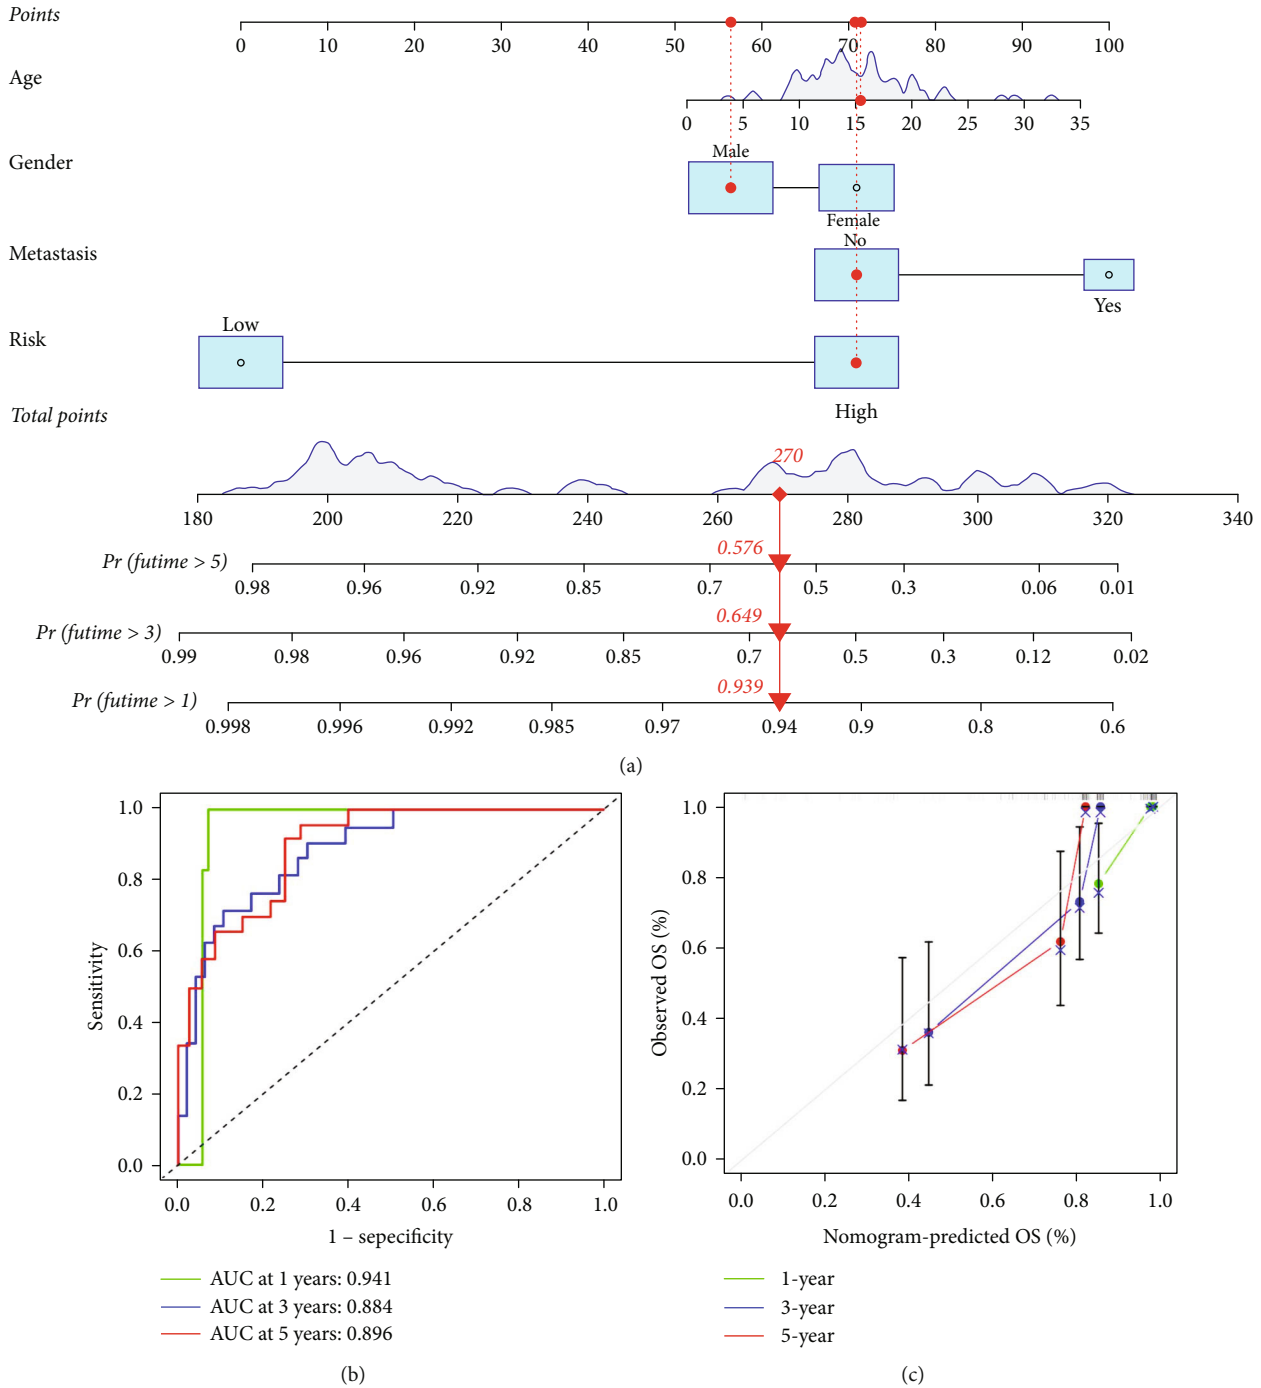 Points
0 10 20 30 40 50 60 70 80 90 100
Age
0 5 10 15 20 25 30 35
Male
Gender
Female
No
Metastasis
Yes
Low
Risk
High
Total points
270
180 200 220 240 260 280 300 320 340
0.576
Pr (futime > 5)
0.98 0.96 0.92 0.85 0.7 0.5 0.3 0.06 0.01
0.649
Pr (futime > 3)
0.99 0.98 0.96 0.92 0.85 0.7 0.5 0.3 0.12 0.02
0.939
Pr (futime > 1)
0.998 0.996 0.992 0.985 0.97 0.94 0.9 0.8 0.6
(a)
1.0
0.8
0.6
0.4
0.2
0.0
Sensitivity
0.0 0.2 0.4 0.6 0.8 1.0
1 – sepecificity
AUC at 1 years: 0.941
AUC at 3 years: 0.884
AUC at 5 years: 0.896
(b)
1.0
0.8
0.6
0.4
0.2
0.0
Observed OS (%)
0.0 0.2 0.4 0.6 0.8 1.0
Nomogram-predicted OS (%)
1-year
3-year
5-year
(c)